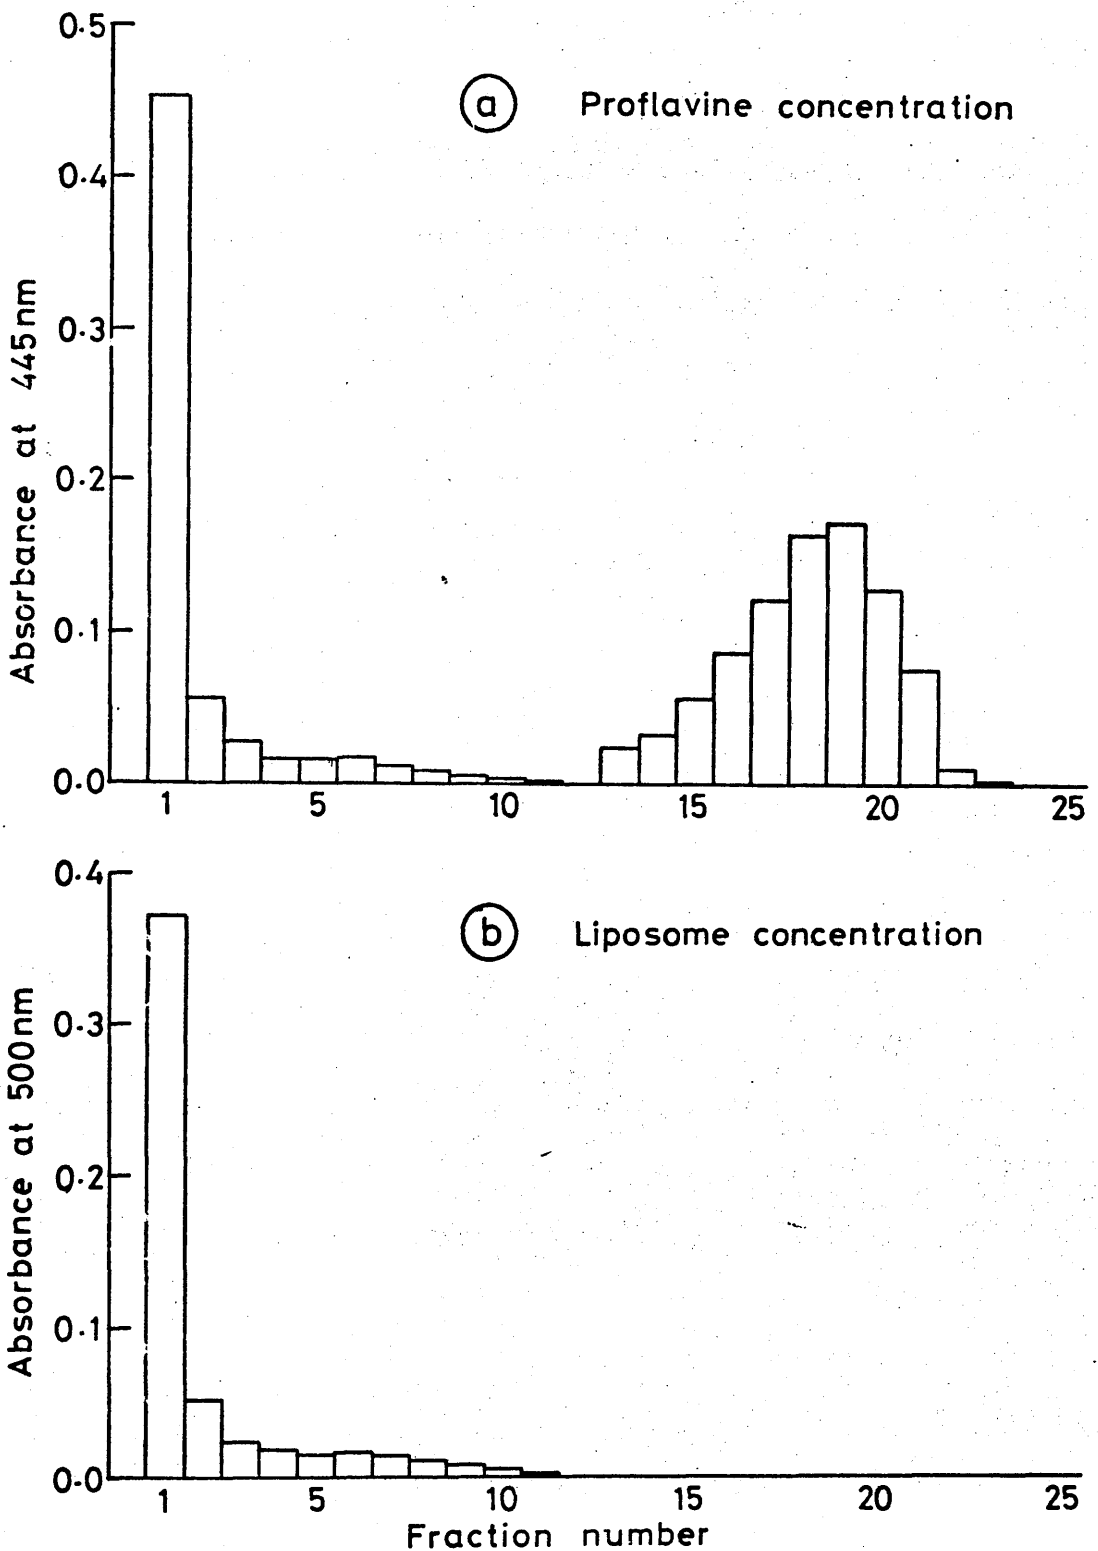 0.5
0.4
0.3
0.2
0.1
0.0
Absorbance at 445nm
a Proflavine concentration
1 5 10 15 20 25
0.4
0.3
0.2
0.1
0.0
Absorbance at 500nm
b Liposome concentration
1 5 10 15 20 25
Fraction number